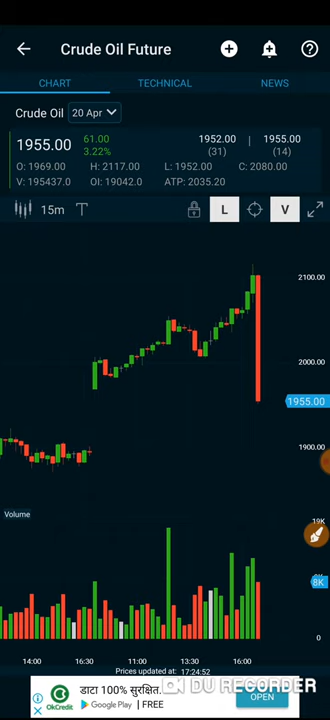 Crude Oil Future
CHART TECHNICAL NEWS
Crude Oil 20 Apr
1955.00 61.00 3.22% 1952.00 (31) | 1955.00 (14)
O: 1969.00 H: 2117.00 L: 1952.00 C: 2080.00
V: 195437.0 OI: 19042.0 ATP: 2035.20
15m T L V
2100.00
2000.00
1955.00
1900.00
Volume
19K
8K
0
14:00 16:30 11:00 13:30 16:00
Prices updated at: 17:24:52
डाटा 100% सुरक्षित.
OkCredit Google Play | FREE
OPEN
DU RECORDER